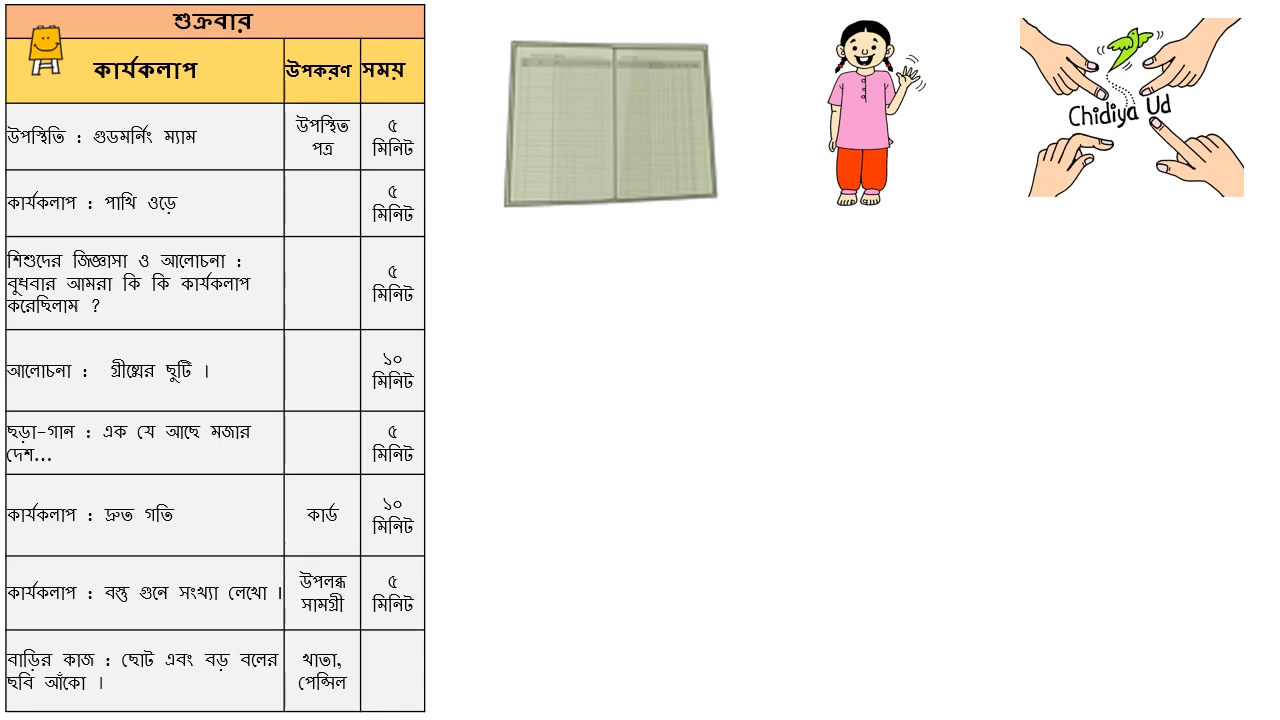 শুক্রবার
কার্যকলাপ উপকরণ সময়
উপস্থিতি : গুডমর্নিং ম্যাম
উপস্থিত
পত্র
৫
মিনিট
কার্যকলাপ : পাখি ওড়ে
৫
মিনিট
শিশুদের জিজ্ঞাসা ও আলোচনা :
বুধবার আমরা কি কি কার্যকলাপ
করেছিলাম ?
৫
মিনিট
আলোচনা : গ্রীষ্মের ছুটি ।
১০
মিনিট
ছড়া-গান : এক যে আছে মজার
দেশ...
৫
মিনিট
কার্যকলাপ : দ্রুত গতি
কার্ড
১০
মিনিট
কার্যকলাপ : বস্তু গুনে সংখ্যা লেখো ।
উপলব্ধ
সামগ্রী
৫
মিনিট
বাড়ির কাজ : ছোট এবং বড় বলের
ছবি আঁকো ।
খাতা,
পেন্সিল
Chidiya Ud